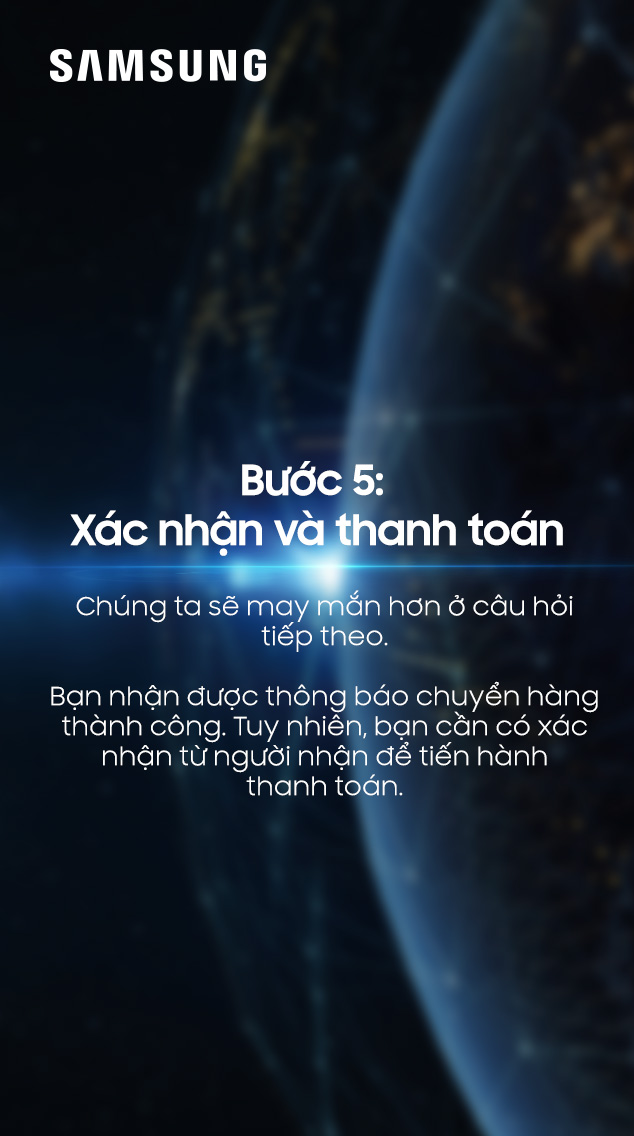 SAMSUNG
Bước 5:
Xác nhận và thanh toán
Chúng ta sẽ may mắn hơn ở câu hỏi
tiếp theo.
Bạn nhận được thông báo chuyển hàng
thành công. Tuy nhiên, bạn cần có xác
nhận từ người nhận để tiến hành
thanh toán.